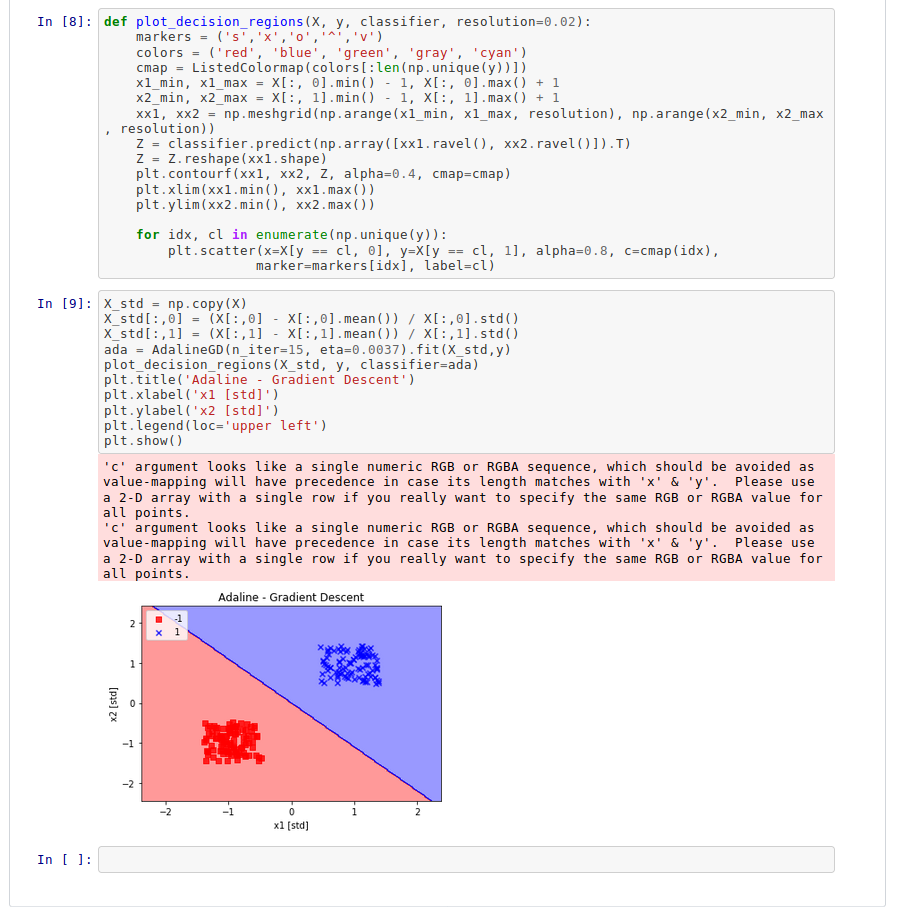 In [8]: def plot_decision_regions(X, y, classifier, resolution=0.02):
    markers = ('s','x','o','^','v')
    colors = ('red', 'blue', 'green', 'gray', 'cyan')
    cmap = ListedColormap(colors[:len(np.unique(y))])
    x1_min, x1_max = X[:, 0].min() - 1, X[:, 0].max() + 1
    x2_min, x2_max = X[:, 1].min() - 1, X[:, 1].max() + 1
    xx1, xx2 = np.meshgrid(np.arange(x1_min, x1_max, resolution), np.arange(x2_min, x2_max
, resolution))
    Z = classifier.predict(np.array([xx1.ravel(), xx2.ravel()]).T)
    Z = Z.reshape(xx1.shape)
    plt.contourf(xx1, xx2, Z, alpha=0.4, cmap=cmap)
    plt.xlim(xx1.min(), xx1.max())
    plt.ylim(xx2.min(), xx2.max())
    for idx, cl in enumerate(np.unique(y)):
        plt.scatter(x=X[y == cl, 0], y=X[y == cl, 1], alpha=0.8, c=cmap(idx),
                   marker=markers[idx], label=cl)
In [9]: X_std = np.copy(X)
X_std[:,0] = (X[:,0] - X[:,0].mean()) / X[:,0].std()
X_std[:,1] = (X[:,1] - X[:,1].mean()) / X[:,1].std()
ada = AdalineGD(n_iter=15, eta=0.0037).fit(X_std,y)
plot_decision_regions(X_std, y, classifier=ada)
plt.title('Adaline - Gradient Descent')
plt.xlabel('x1 [std]')
plt.ylabel('x2 [std]')
plt.legend(loc='upper left')
plt.show()
'c' argument looks like a single numeric RGB or RGBA sequence, which should be avoided as
value-mapping will have precedence in case its length matches with 'x' & 'y'.  Please use
a 2-D array with a single row if you really want to specify the same RGB or RGBA value for
all points.
'c' argument looks like a single numeric RGB or RGBA sequence, which should be avoided as
value-mapping will have precedence in case its length matches with 'x' & 'y'.  Please use
a 2-D array with a single row if you really want to specify the same RGB or RGBA value for
all points.
Adaline - Gradient Descent
-1
1
2
1
0
−1
−2
x2 [std]
−2 −1 0 1 2
x1 [std]
In [ ]: